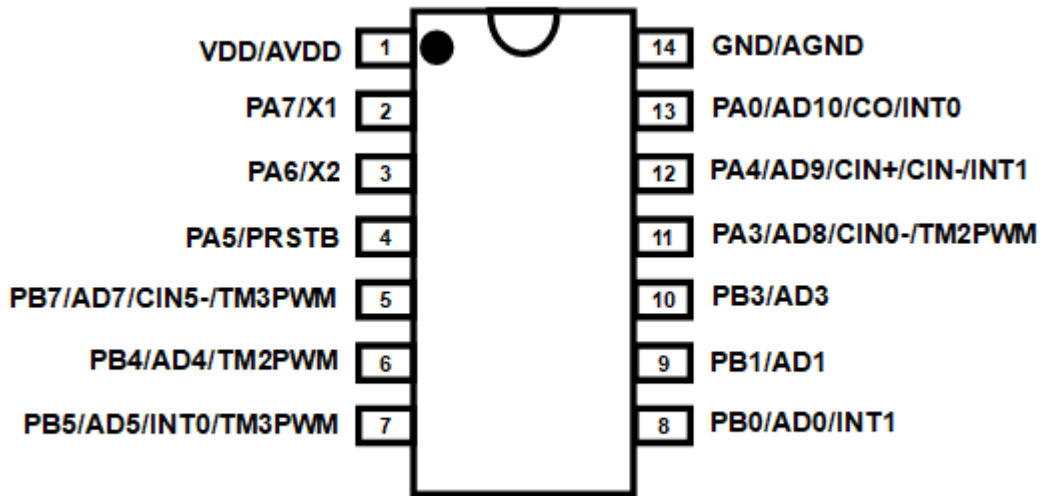 VDD/AVDD 1 14 GND/AGND
PA7/X1 2 13 PA0/AD10/CO/INT0
PA6/X2 3 12 PA4/AD9/CIN+/CIN-/INT1
PA5/PRSTB 4 11 PA3/AD8/CIN0-/TM2PWM
PB7/AD7/CIN5-/TM3PWM 5 10 PB3/AD3
PB4/AD4/TM2PWM 6 9 PB1/AD1
PB5/AD5/INT0/TM3PWM 7 8 PB0/AD0/INT1